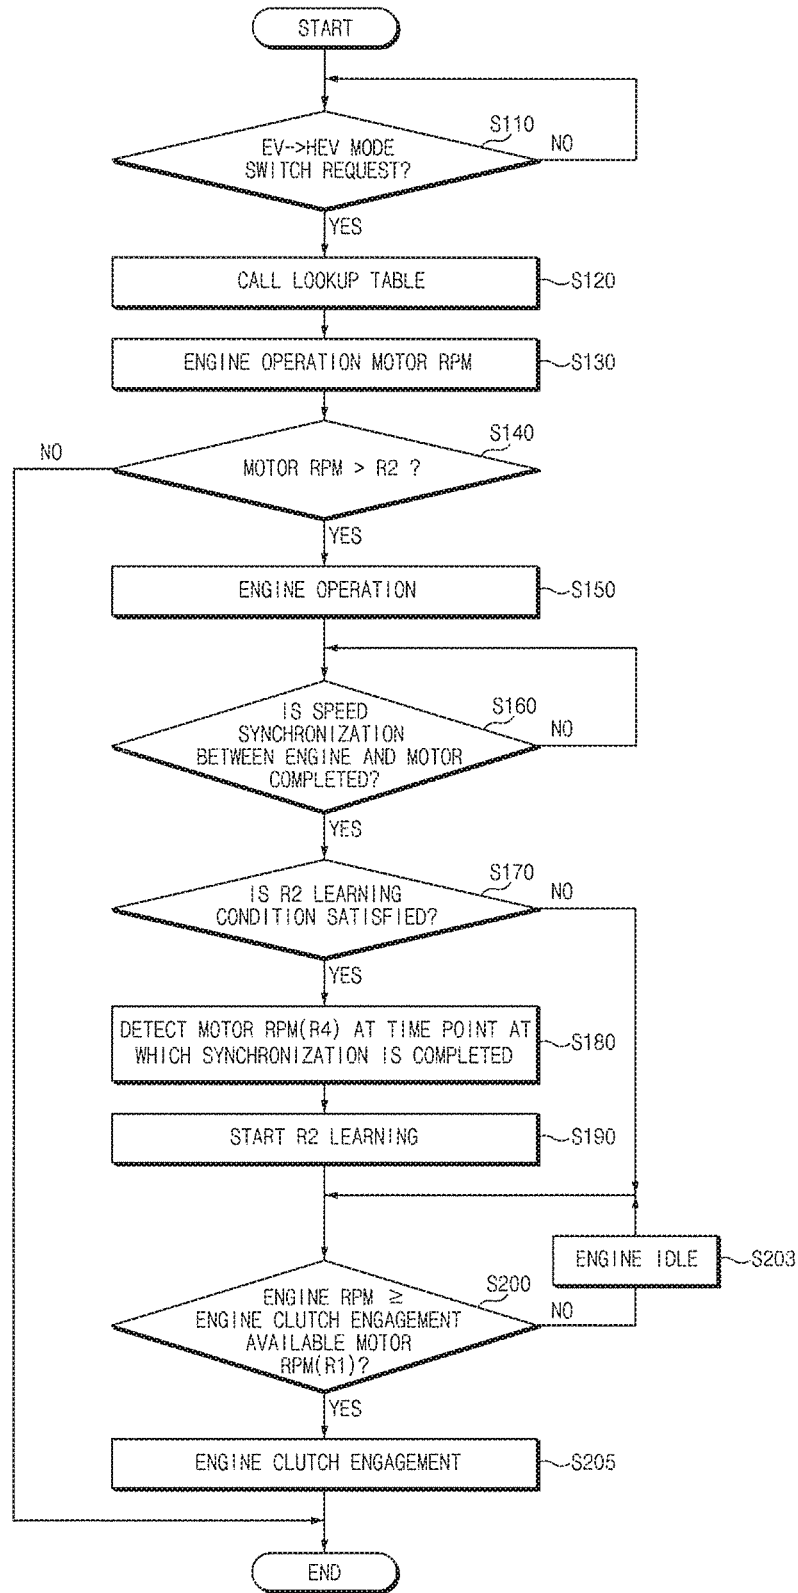 START
S110
EV->HEV MODE
SWITCH REQUEST?
NO
YES
CALL LOOKUP TABLE
S120
ENGINE OPERATION MOTOR RPM
S130
NO
S140
MOTOR RPM > R2 ?
YES
ENGINE OPERATION
S150
S160
IS SPEED
SYNCHRONIZATION
BETWEEN ENGINE AND MOTOR
COMPLETED?
NO
YES
S170
IS R2 LEARNING
CONDITION SATISFIED?
NO
YES
DETECT MOTOR RPM(R4) AT TIME POINT AT
WHICH SYNCHRONIZATION IS COMPLETED
S180
START R2 LEARNING
S190
ENGINE IDLE
S203
S200
ENGINE RPM ≥
ENGINE CLUTCH ENGAGEMENT
AVAILABLE MOTOR
RPM(R1)?
NO
YES
ENGINE CLUTCH ENGAGEMENT
S205
END